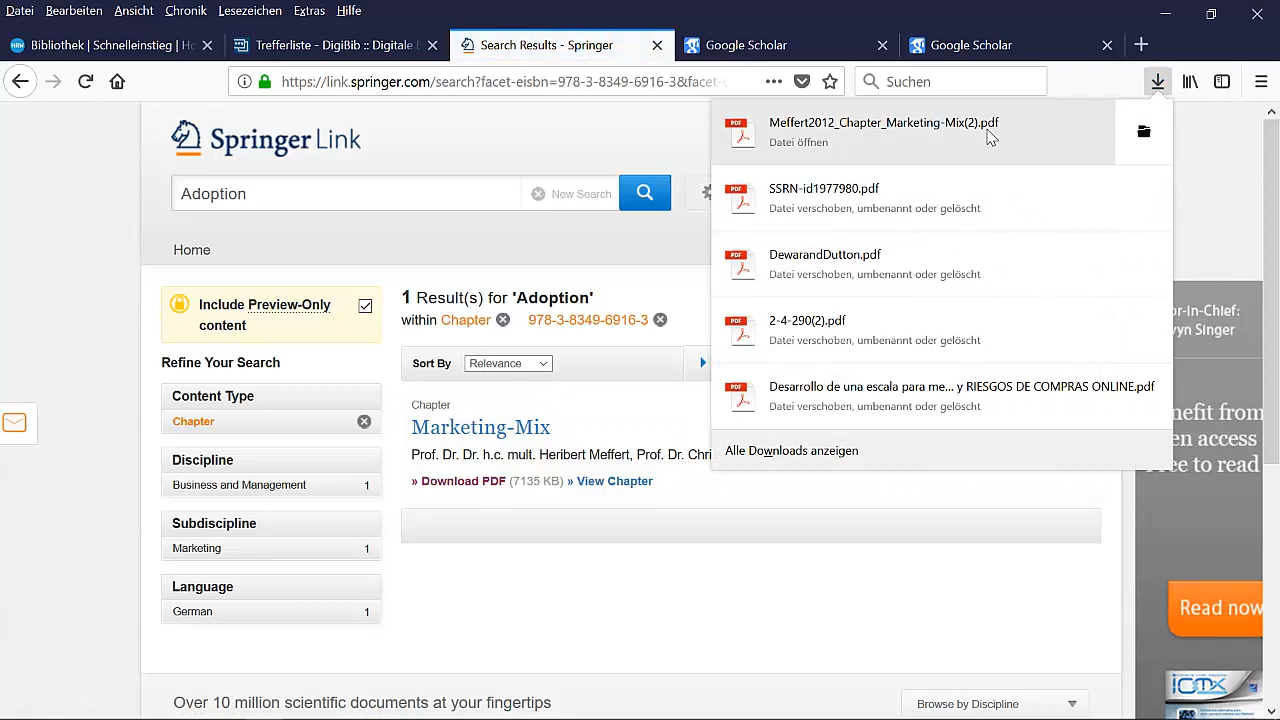 Datei Bearbeiten Ansicht Chronik Lesezeichen Extras Hilfe
Bibliothek | Schnelleinstieg | Ho
Trefferliste - DigiBib :: Digitale
Search Results - Springer
Google Scholar
Google Scholar
https://link.springer.com/search?facet-eisbn=978-3-8349-6916-3&facet-c
Suchen
Springer Link
Adoption
New Search
Home
Include Preview-Only
content
Refine Your Search
Content Type
Chapter
Discipline
Business and Management 1
Subdiscipline
Marketing 1
Language
German 1
1 Result(s) for 'Adoption'
within Chapter 978-3-8349-6916-3
Sort By Relevance
Chapter
Marketing-Mix
Prof. Dr. Dr. h.c. mult. Heribert Meffert, Prof. Dr. Chri
» Download PDF (7135 KB) » View Chapter
PDF
Meffert2012_Chapter_Marketing-Mix(2).pdf
Datei öffnen
PDF
SSRN-id1977980.pdf
Datei verschoben, umbenannt oder gelöscht
PDF
DewarandDutton.pdf
Datei verschoben, umbenannt oder gelöscht
PDF
2-4-290(2).pdf
Datei verschoben, umbenannt oder gelöscht
PDF
Desarrollo de una escala para me... y RIESGOS DE COMPRAS ONLINE.pdf
Datei verschoben, umbenannt oder gelöscht
Alle Downloads anzeigen
or-in-Chief:
vyn Singer
nefit from
en access
ee to read
Read now
Over 10 million scientific documents at your fingertips
Browse by Discipline